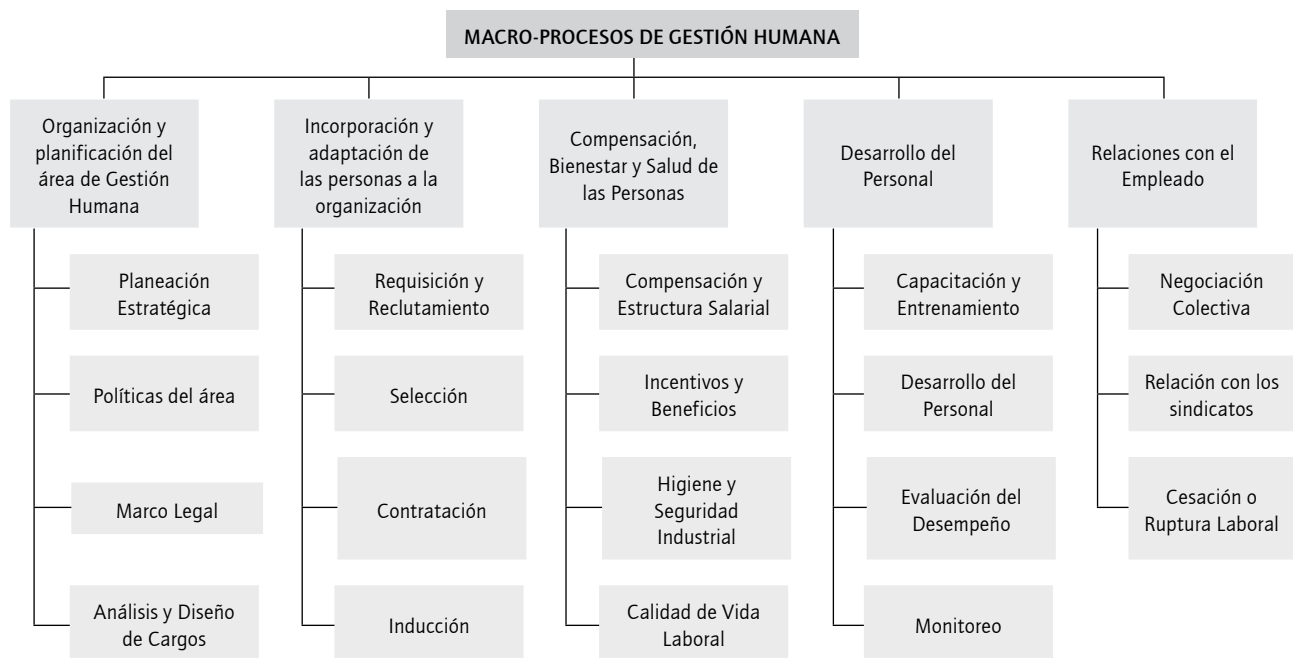 MACRO-PROCESOS DE GESTIÓN HUMANA
Organización y
planificación del
área de Gestión
Humana
Planeación
Estratégica
Políticas del área
Marco Legal
Análisis y Diseño
de Cargos
Incorporación y
adaptación de
las personas a la
organización
Requisición y
Reclutamiento
Selección
Contratación
Inducción
Compensación,
Bienestar y Salud de
las Personas
Compensación y
Estructura Salarial
Incentivos y
Beneficios
Higiene y
Seguridad
Industrial
Calidad de Vida
Laboral
Desarrollo del
Personal
Capacitación y
Entrenamiento
Desarrollo del
Personal
Evaluación del
Desempeño
Monitoreo
Relaciones con el
Empleado
Negociación
Colectiva
Relación con los
sindicatos
Cesación o
Ruptura Laboral